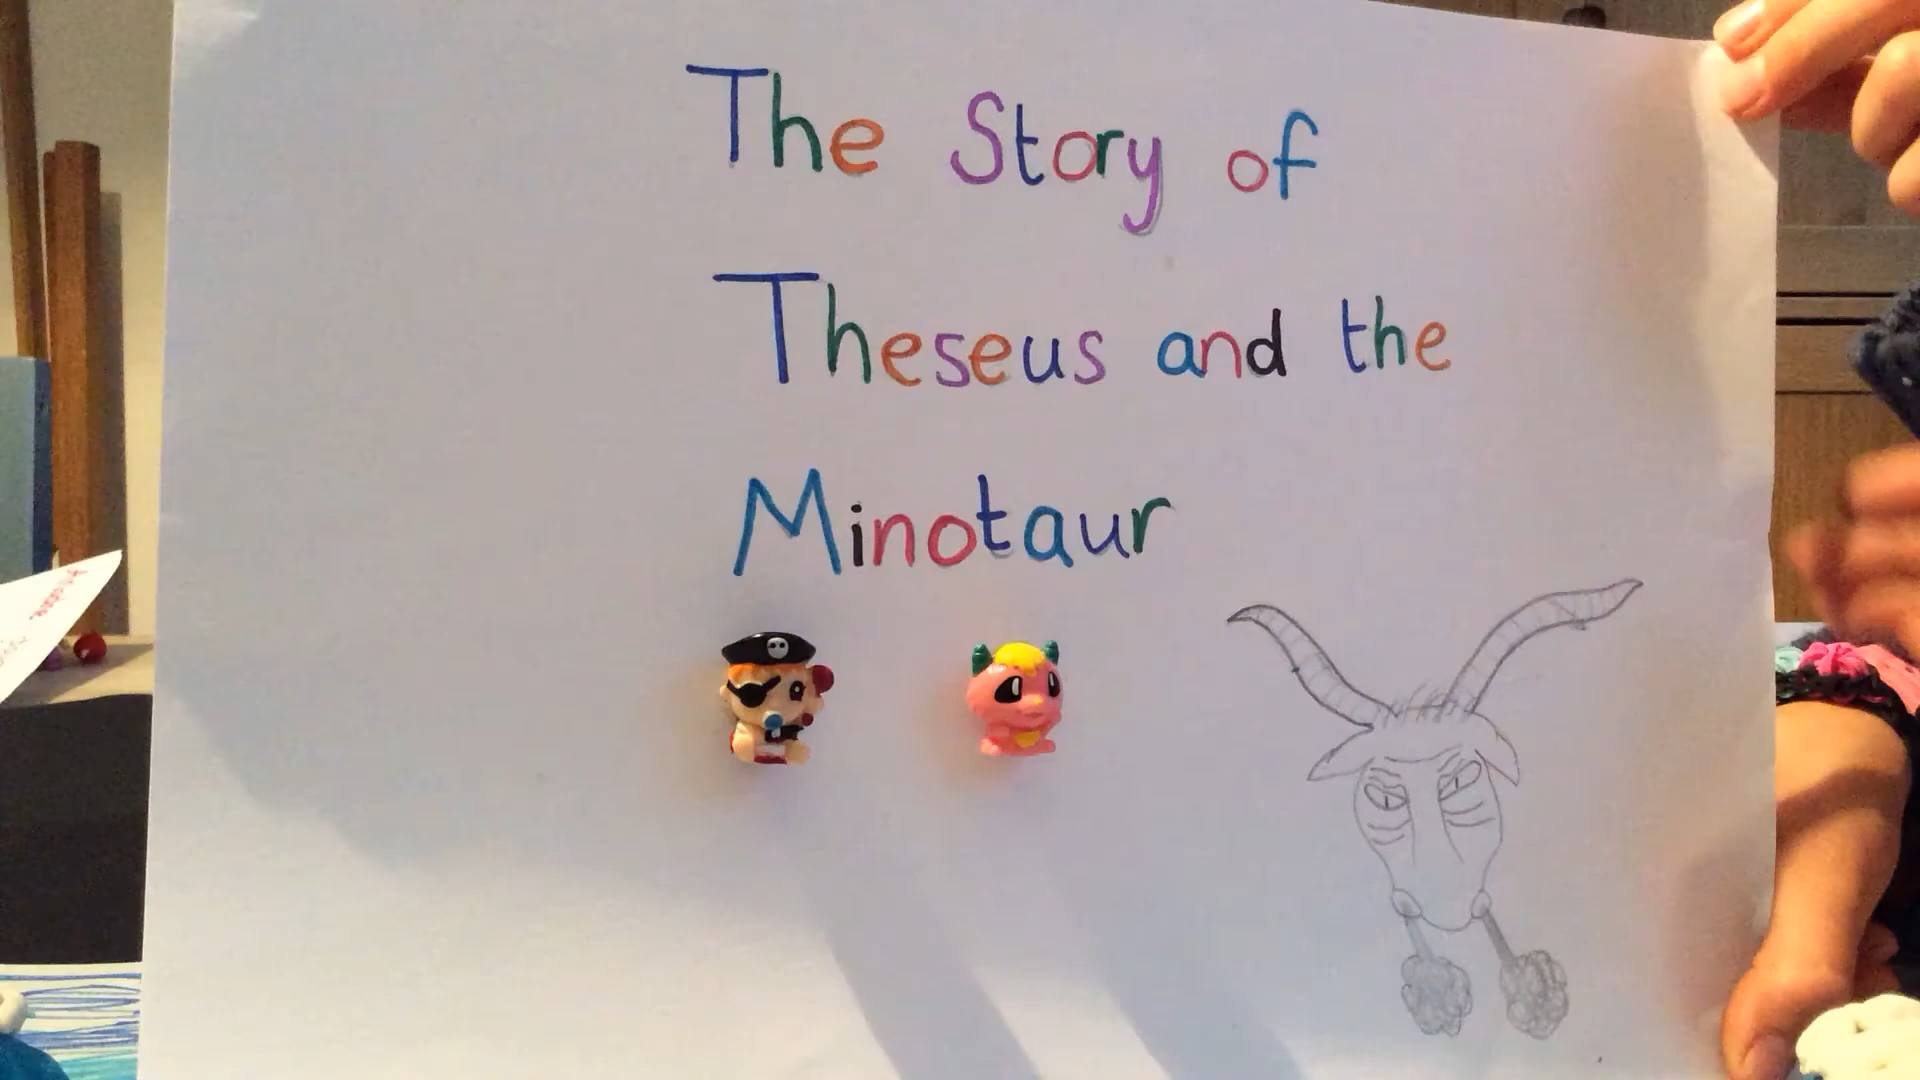 The Story of
Theseus and the
Minotaur